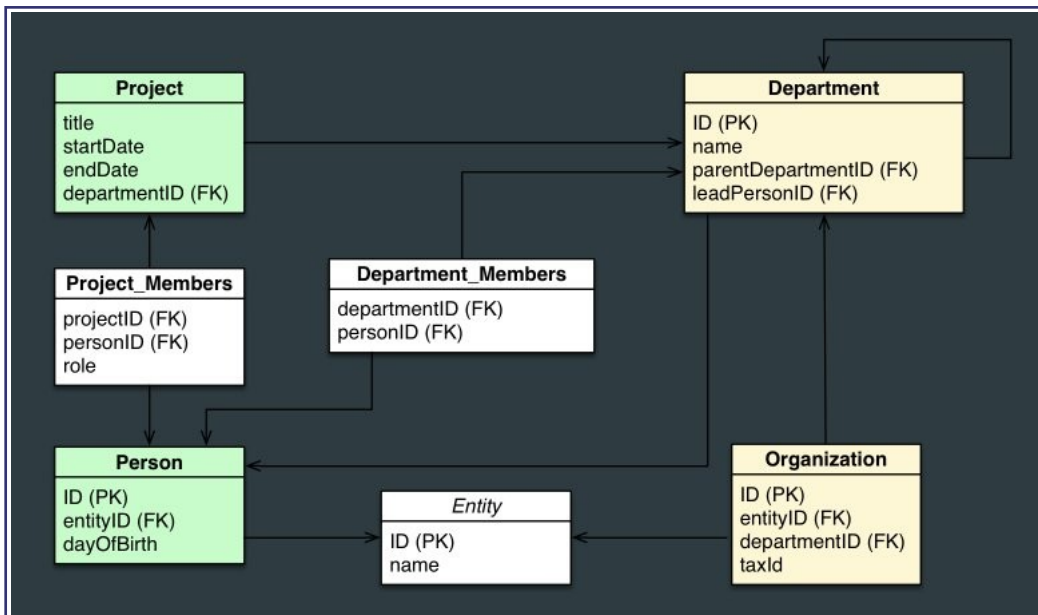 Project
title
startDate
endDate
departmentID (FK)
Department
ID (PK)
name
parentDepartmentID (FK)
leadPersonID (FK)
Project_Members
projectID (FK)
personID (FK)
role
Department_Members
departmentID (FK)
personID (FK)
Person
ID (PK)
entityID (FK)
dayOfBirth
Entity
ID (PK)
name
Organization
ID (PK)
entityID (FK)
departmentID (FK)
taxId